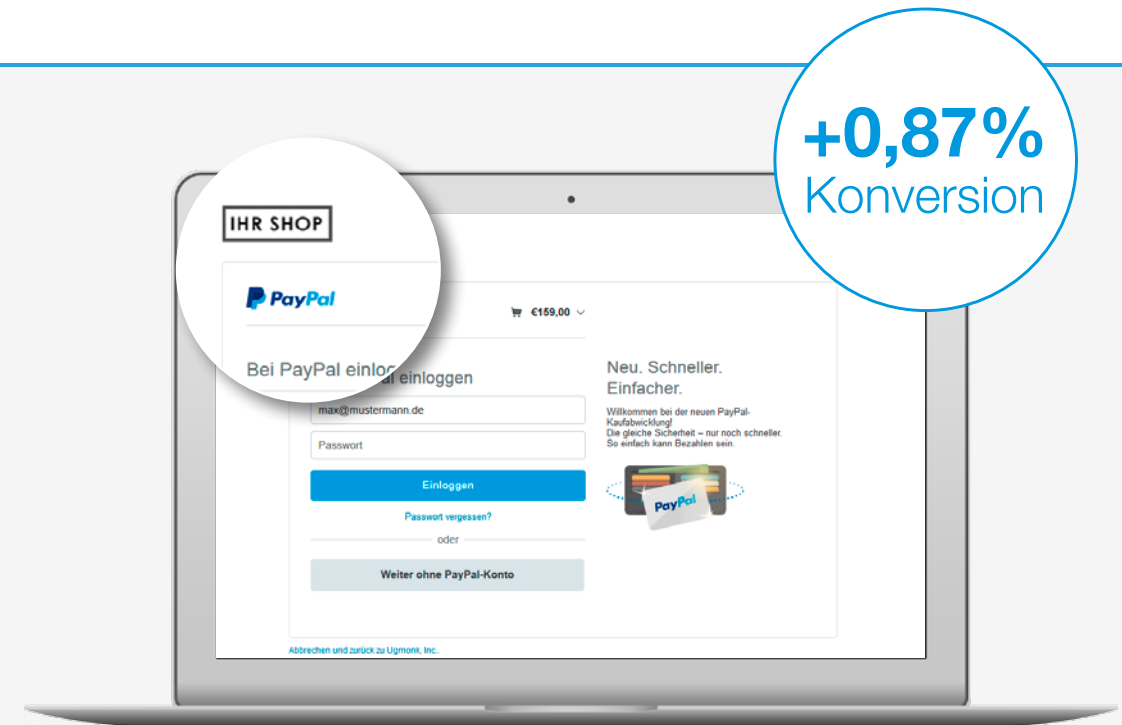 +0,87%
Konversion
IHR SHOP
PayPal
€159,00
Bei PayPal einloggen
al einloggen
max@mustermann.de
Passwort
Einloggen
Passwort vergessen?
oder
Weiter ohne PayPal-Konto
Neu. Schneller.
Einfacher.
Willkommen bei der neuen PayPal-
Kaufabwicklung!
Die gleiche Sicherheit – nur noch schneller.
So einfach kann Bezahlen sein.
PayPal
Abbrechen und zurück zu Ugmonk, Inc.